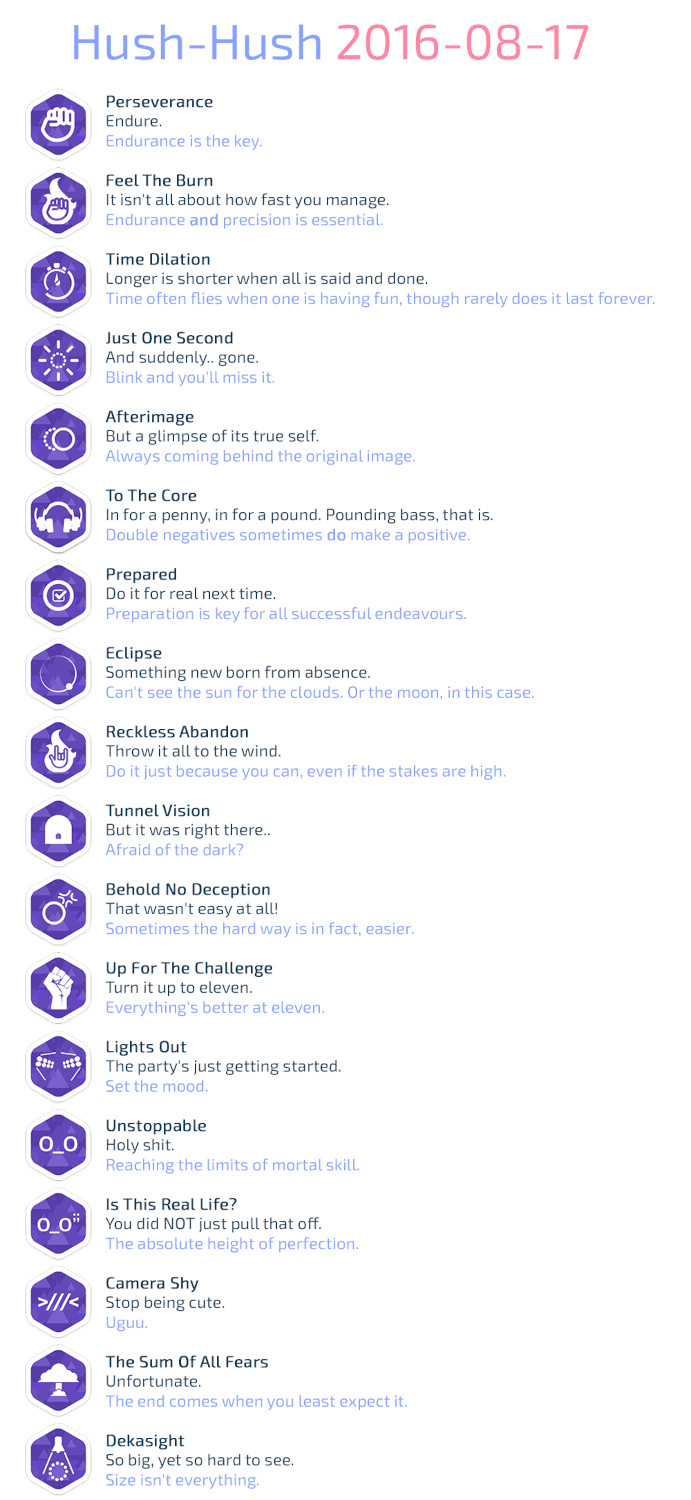 Hush-Hush 2016-08-17
Perseverance
Endure.
Endurance is the key.
Feel The Burn
It isn't all about how fast you manage.
Endurance and precision is essential.
Time Dilation
Longer is shorter when all is said and done.
Time often flies when one is having fun, though rarely does it last forever.
Just One Second
And suddenly.. gone.
Blink and you'll miss it.
Afterimage
But a glimpse of its true self.
Always coming behind the original image.
To The Core
In for a penny, in for a pound. Pounding bass, that is.
Double negatives sometimes do make a positive.
Prepared
Do it for real next time.
Preparation is key for all successful endeavours.
Eclipse
Something new born from absence.
Can't see the sun for the clouds. Or the moon, in this case.
Reckless Abandon
Throw it all to the wind.
Do it just because you can, even if the stakes are high.
Tunnel Vision
But it was right there..
Afraid of the dark?
Behold No Deception
That wasn't easy at all!
Sometimes the hard way is in fact, easier.
Up For The Challenge
Turn it up to eleven.
Everything's better at eleven.
Lights Out
The party's just getting started.
Set the mood.
o_o
Unstoppable
Holy shit.
Reaching the limits of mortal skill.
o_o
Is This Real Life?
You did NOT just pull that off.
The absolute height of perfection.
>///<
Camera Shy
Stop being cute.
Uguu.
The Sum Of All Fears
Unfortunate.
The end comes when you least expect it.
Dekasight
So big, yet so hard to see.
Size isn't everything.